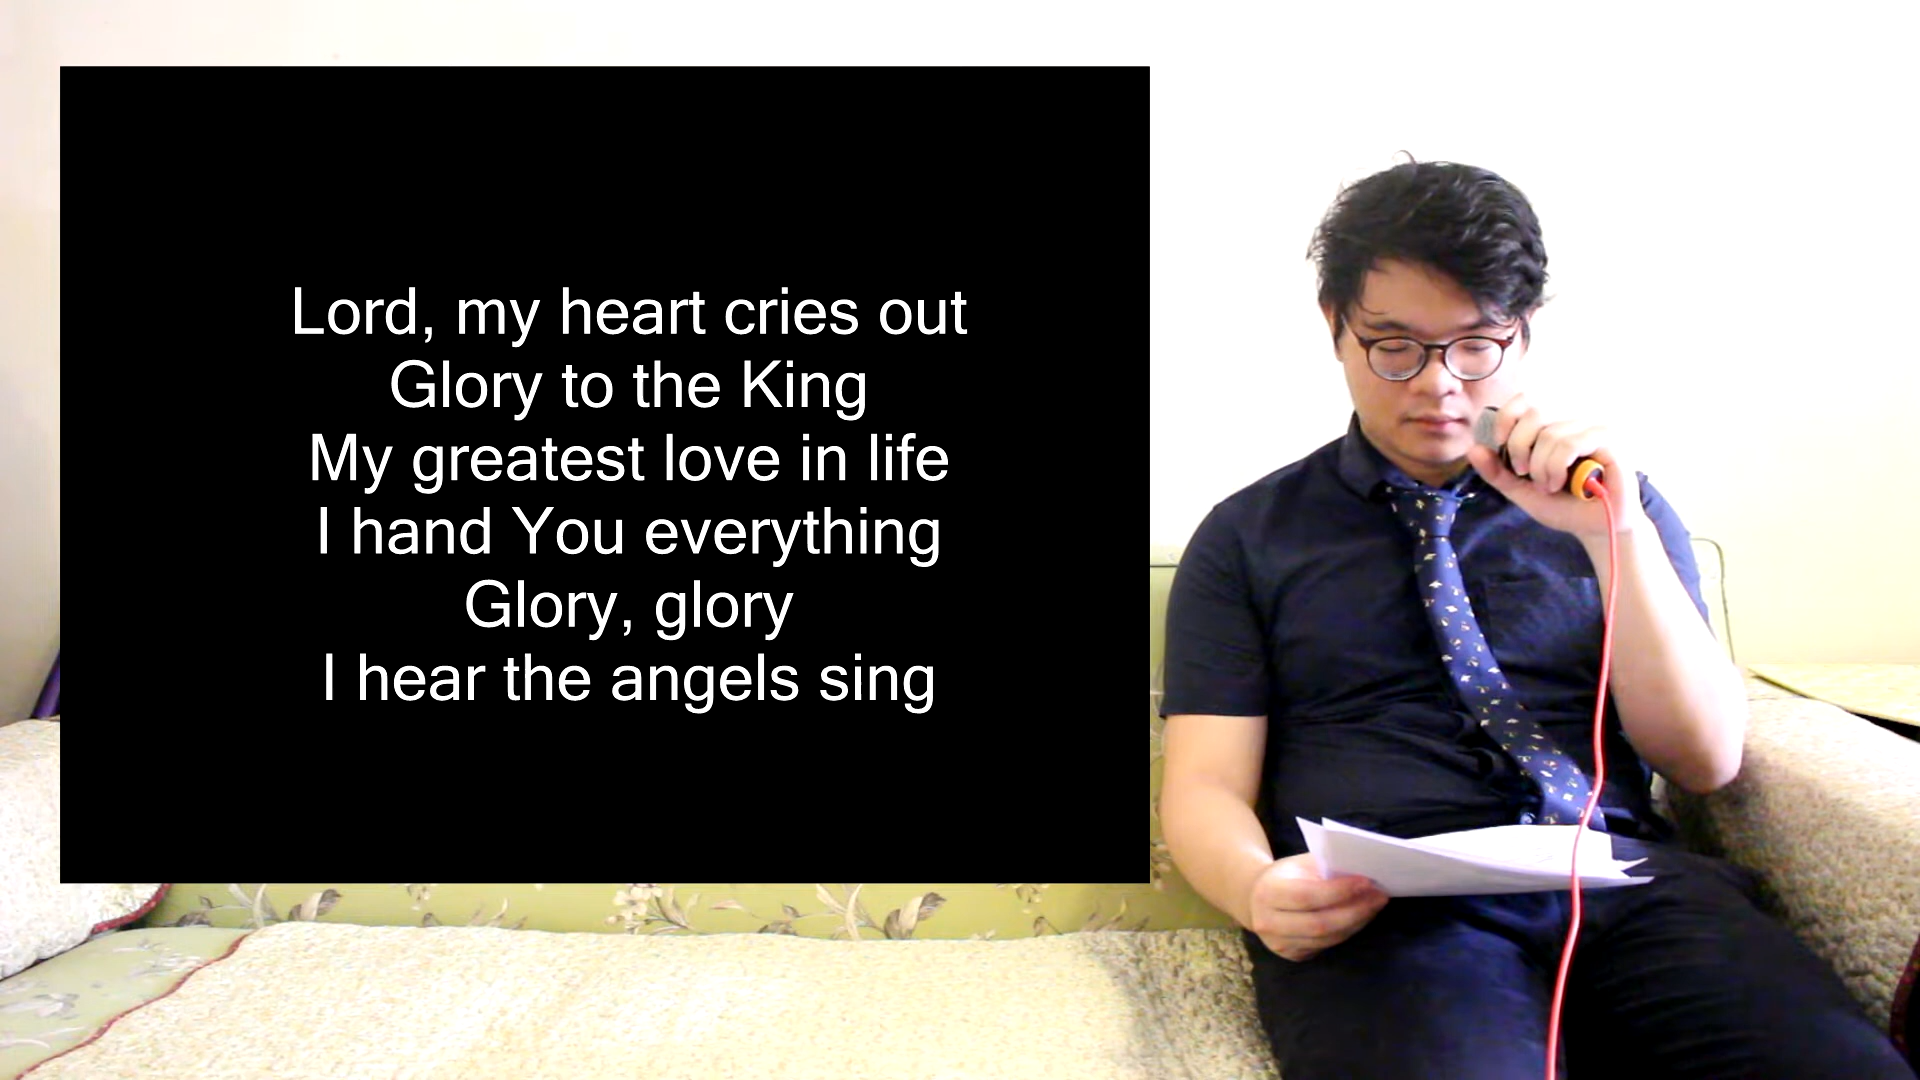 Lord, my heart cries out
Glory to the King
My greatest love in life
I hand You everything
Glory, glory
I hear the angels sing